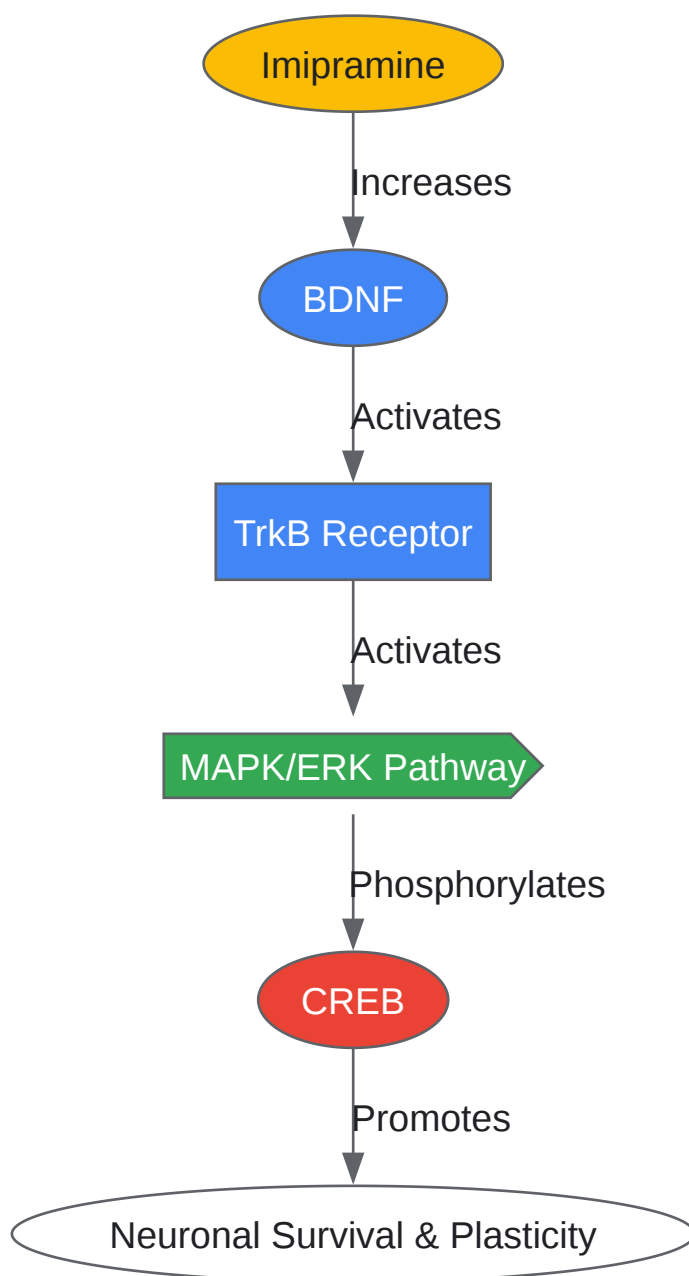 Imipramine
Increases
BDNF
Activates
TrkB Receptor
Activates
MAPK/ERK Pathway
Phosphorylates
CREB
Promotes
Neuronal Survival & Plasticity